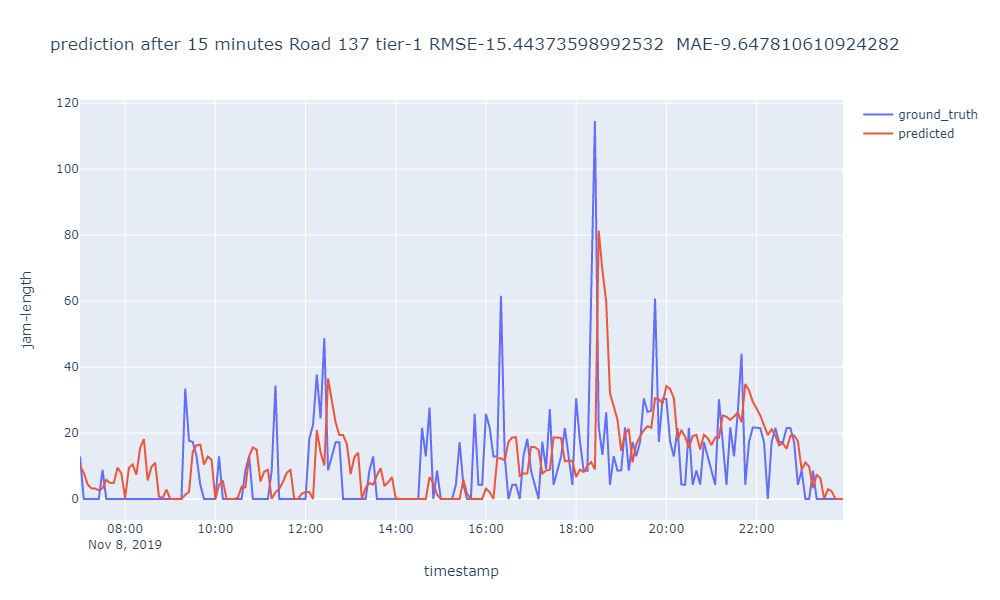 prediction after 15 minutes Road 137 tier-1 RMSE-15.44373598992532  MAE-9.647810610924282
ground_truth
predicted
120
100
80
60
40
20
0
jam-length
08:00 10:00 12:00 14:00 16:00 18:00 20:00 22:00
Nov 8, 2019
timestamp